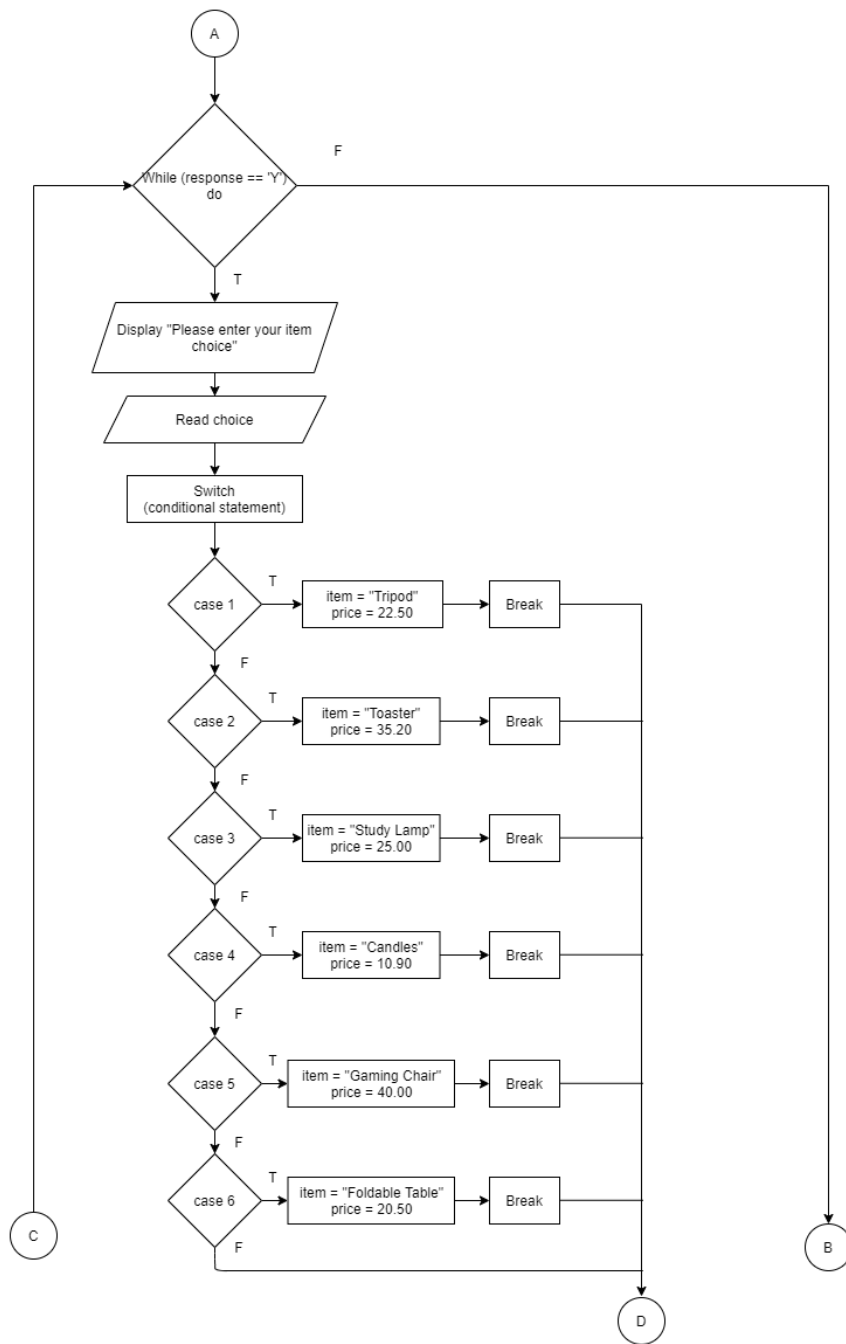 A
F
While (response == 'Y')
do
T
Display "Please enter your item
choice"
Read choice
Switch
(conditional statement)
T
case 1
item = "Tripod"
price = 22.50
Break
F
T
case 2
item = "Toaster"
price = 35.20
Break
F
T
case 3
item = "Study Lamp"
price = 25.00
Break
F
T
case 4
item = "Candles"
price = 10.90
Break
F
T
case 5
item = "Gaming Chair"
price = 40.00
Break
F
T
case 6
item = "Foldable Table"
price = 20.50
Break
C
F
B
D